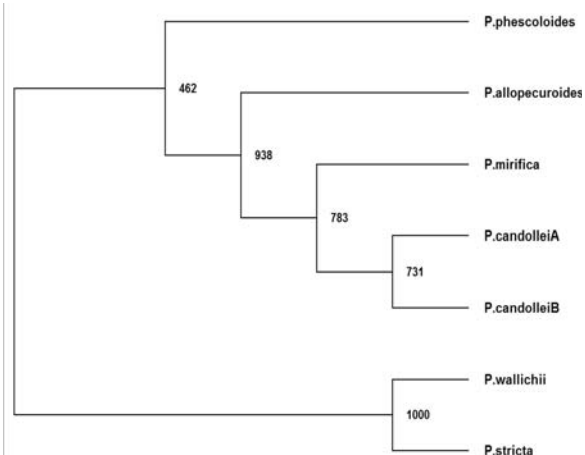 P.phescoloides
462
P.allopecuroides
938
P.mirifica
783
P.candolleiA
731
P.candolleiB
P.wallichii
1000
P.stricta